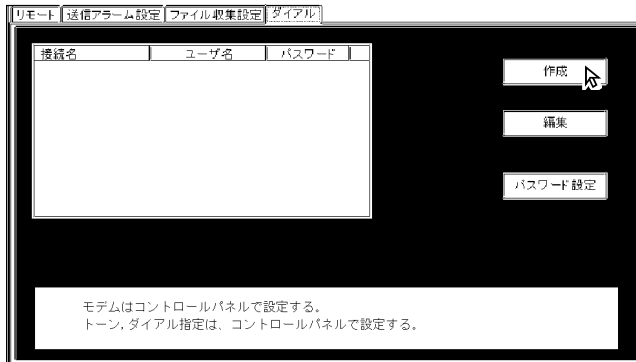 リモート 送信アラーム設定 ファイル収集設定 ダイアル
接続名 ユーザ名 パスワード
作成
編集
パスワード設定
モデムはコントロールパネルで設定する。
トーン,ダイアル指定は、コントロールパネルで設定する。